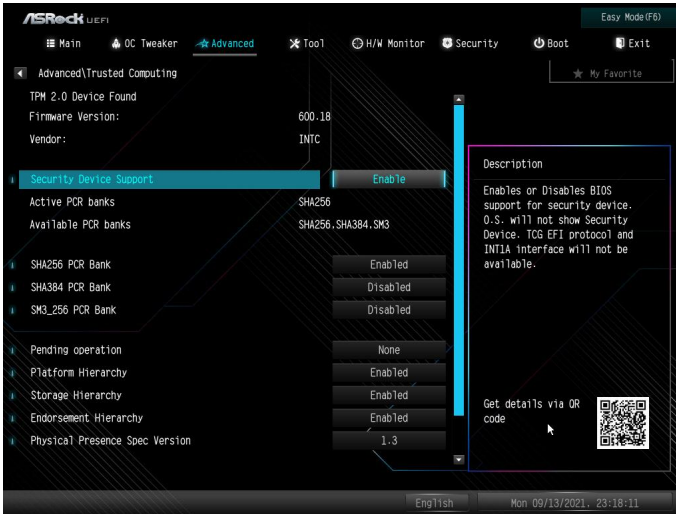 ASRock UEFI
Easy Mode(F6)
Main OC Tweaker Advanced Tool H/W Monitor Security Boot Exit
Advanced\Trusted Computing
My Favorite
TPM 2.0 Device Found
Firmware Version: 600.18
Vendor: INTC
Security Device Support Enable
Active PCR banks SHA256
Available PCR banks SHA256,SHA384,SM3
SHA256 PCR Bank Enabled
SHA384 PCR Bank Disabled
SM3_256 PCR Bank Disabled
Pending operation None
Platform Hierarchy Enabled
Storage Hierarchy Enabled
Endorsement Hierarchy Enabled
Physical Presence Spec Version 1.3
Description
Enables or Disables BIOS
support for security device.
O.S. will not show Security
Device. TCG EFI protocol and
INT1A interface will not be
available.
Get details via QR
code
English
Mon 09/13/2021, 23:18:11